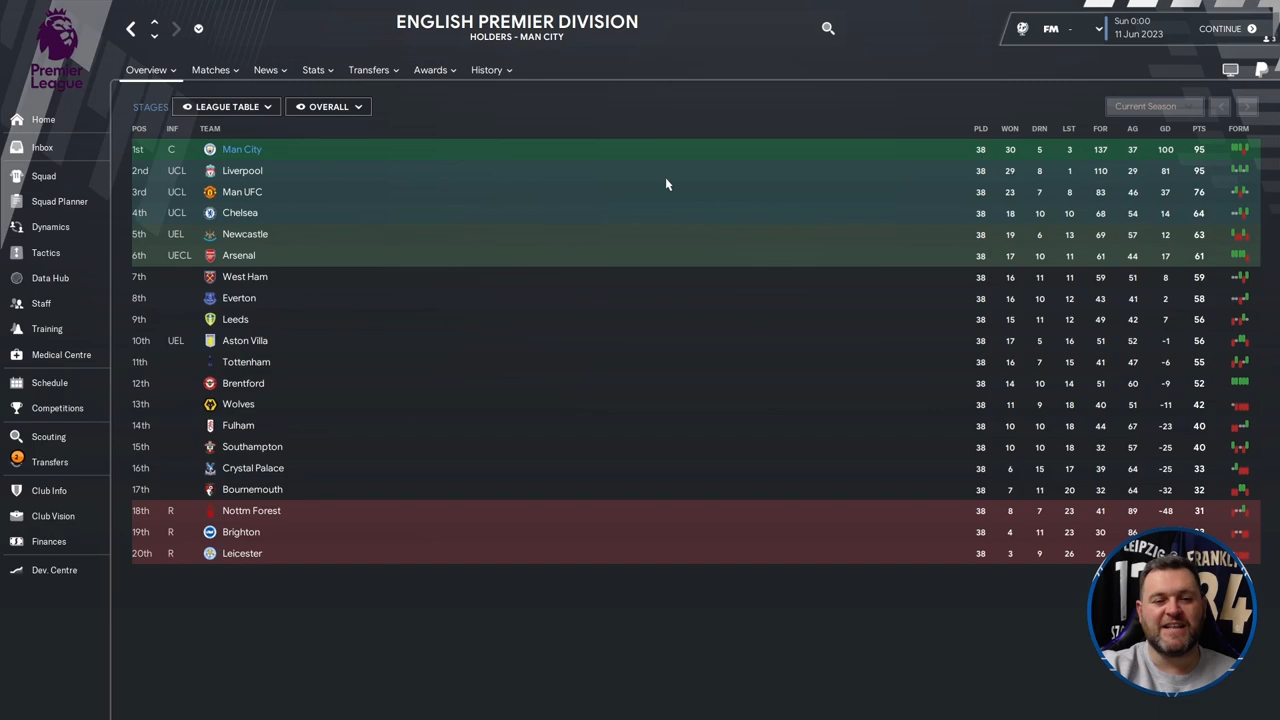 ENGLISH PREMIER DIVISION
HOLDERS - MAN CITY
FM -
Sun 0:00
11 Jun 2023
CONTINUE
3
Premier League
Overview Matches News Stats Transfers Awards History
STAGES LEAGUE TABLE OVERALL Current Season
Home
Inbox
Squad
Squad Planner
Dynamics
Tactics
Data Hub
Staff
Training
Medical Centre
Schedule
Competitions
Scouting
Transfers
Club Info
Club Vision
Finances
Dev. Centre
POS INF TEAM PLD WON DRN LST FOR AG GD PTS FORM
1st C Man City 38 30 5 3 137 37 100 95
2nd UCL Liverpool 38 29 8 1 110 29 81 95
3rd UCL Man UFC 38 23 7 8 83 46 37 76
4th UCL Chelsea 38 18 10 10 68 54 14 64
5th UEL Newcastle 38 19 6 13 69 57 12 63
6th UECL Arsenal 38 17 10 11 61 44 17 61
7th West Ham 38 16 11 11 59 51 8 59
8th Everton 38 16 10 12 43 41 2 58
9th Leeds 38 15 11 12 49 42 7 56
10th UEL Aston Villa 38 17 5 16 51 52 -1 56
11th Tottenham 38 16 7 15 41 47 -6 55
12th Brentford 38 14 10 14 51 60 -9 52
13th Wolves 38 11 9 18 40 51 -11 42
14th Fulham 38 10 10 18 44 67 -23 40
15th Southampton 38 10 10 18 32 57 -25 40
16th Crystal Palace 38 6 15 17 39 64 -25 33
17th Bournemouth 38 7 11 20 32 64 -32 32
18th R Nottm Forest 38 8 7 23 41 89 -48 31
19th R Brighton 38 4 11 23 30
20th R Leicester 38 3 9 26 26
LEIPZIG